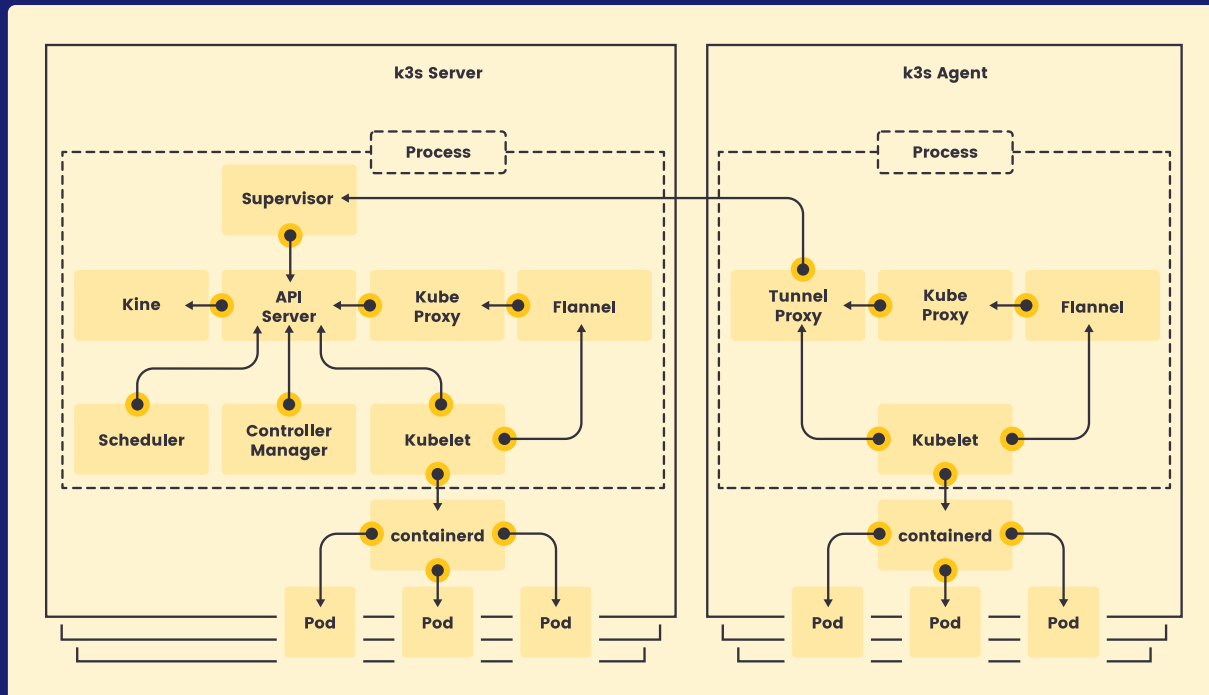 k3s Server
Process
Supervisor
Kine
API
Server
Kube
Proxy
Flannel
Scheduler
Controller
Manager
Kubelet
containerd
Pod
Pod
Pod
k3s Agent
Process
Tunnel
Proxy
Kube
Proxy
Flannel
Kubelet
containerd
Pod
Pod
Pod